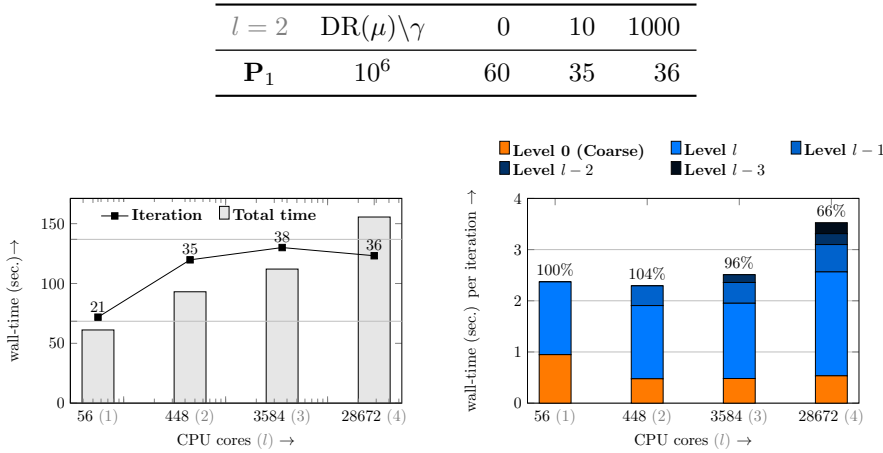 l = 2 DR(μ)\γ 0 10 1000
P₁ 10⁶ 60 35 36
Iteration Total time
150
100
50
0
21
35
38
36
wall-time (sec.)→
56 (1) 448 (2) 3584 (3) 28672 (4)
CPU cores (l) →
Level 0 (Coarse) Level l Level l−1
Level l−2 Level l−3
4
3
2
1
0
100%
104%
96%
66%
wall-time (sec.) per iteration →
56 (1) 448 (2) 3584 (3) 28672 (4)
CPU cores (l) →